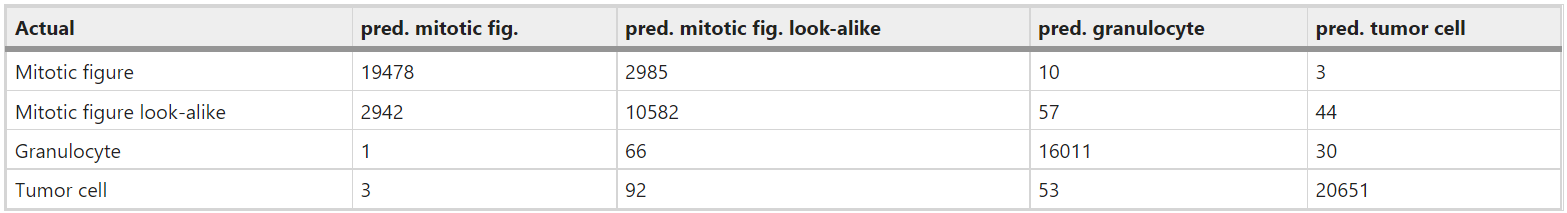 Actual pred. mitotic fig. pred. mitotic fig. look-alike pred. granulocyte pred. tumor cell
Mitotic figure 19478 2985 10 3
Mitotic figure look-alike 2942 10582 57 44
Granulocyte 1 66 16011 30
Tumor cell 3 92 53 20651